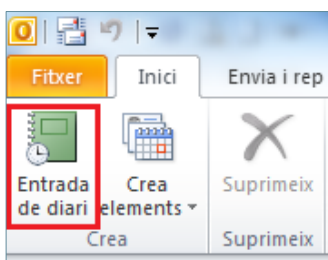 Fitxer Inici Envia i rep
Entrada Crea Suprimeix
de diari elements
Crea Suprimeix